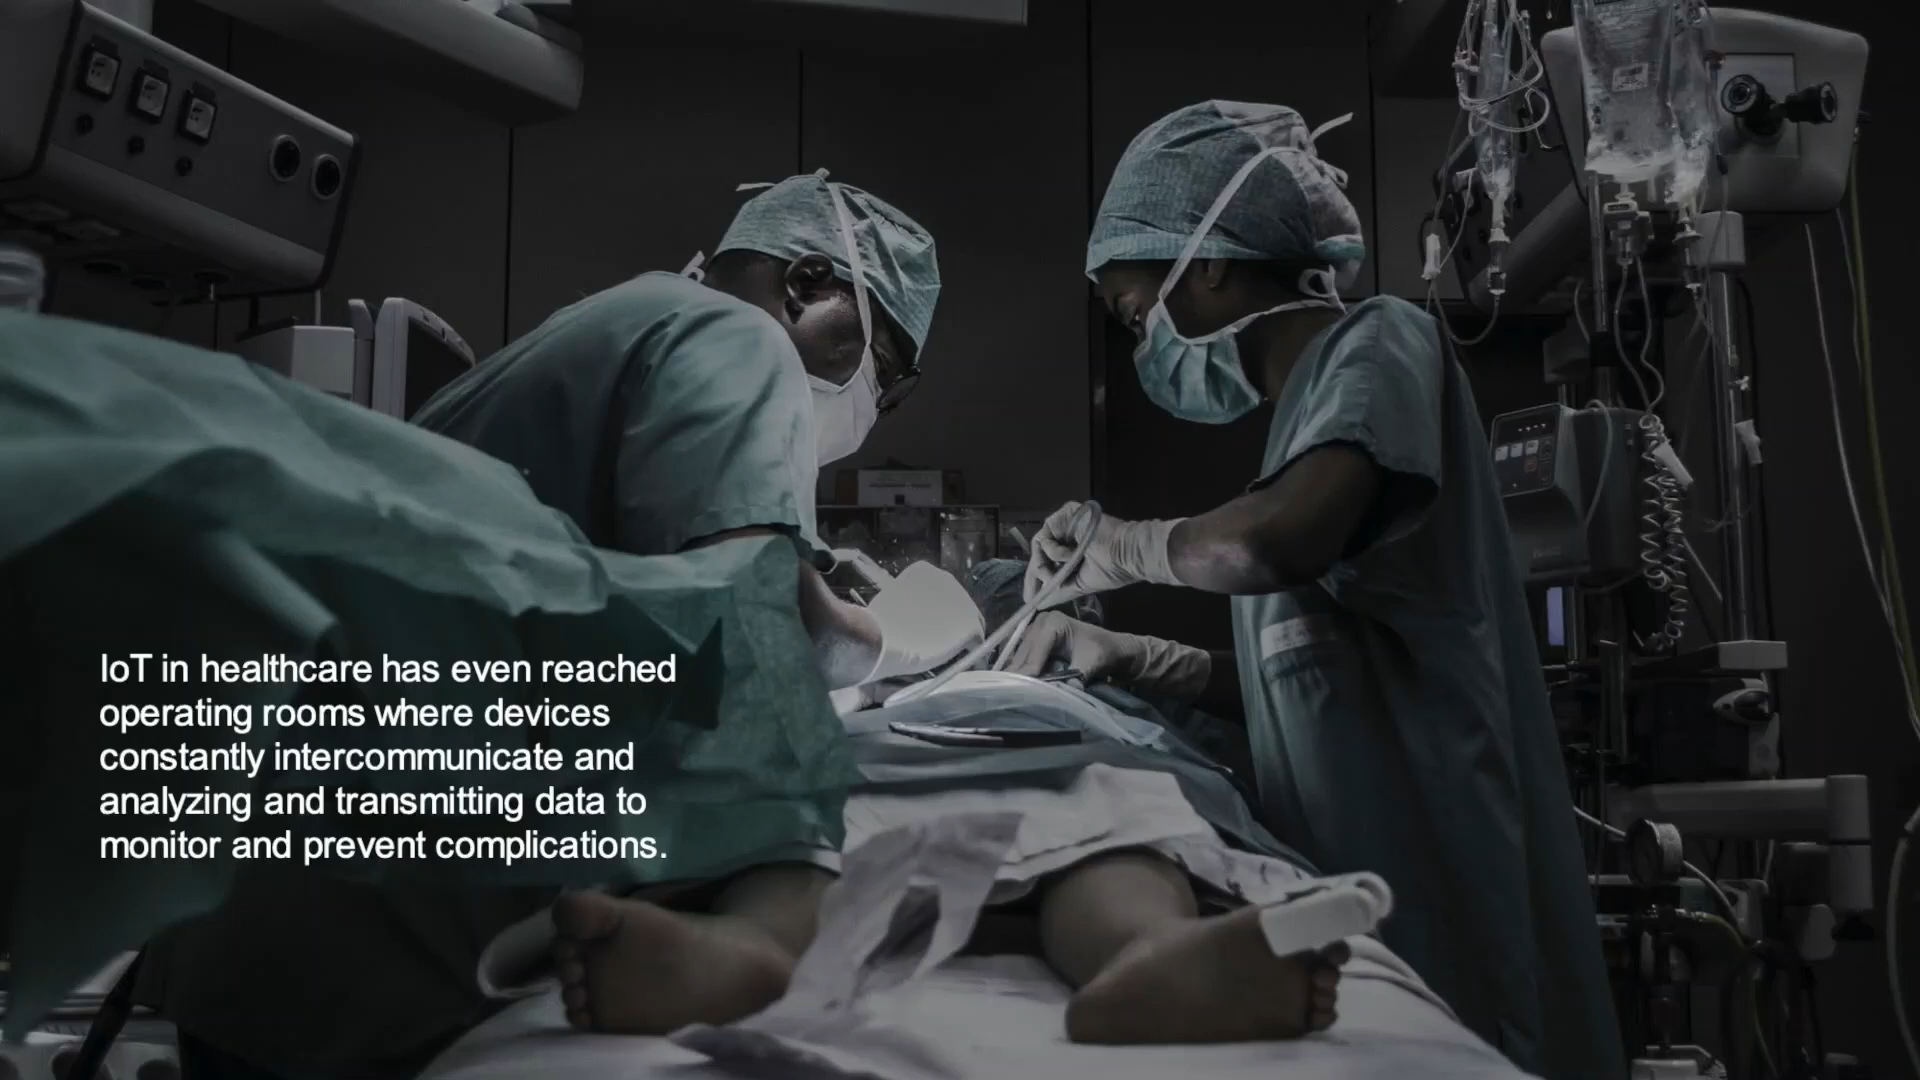 IoT in healthcare has even reached
operating rooms where devices
constantly intercommunicate and
analyzing and transmitting data to
monitor and prevent complications.